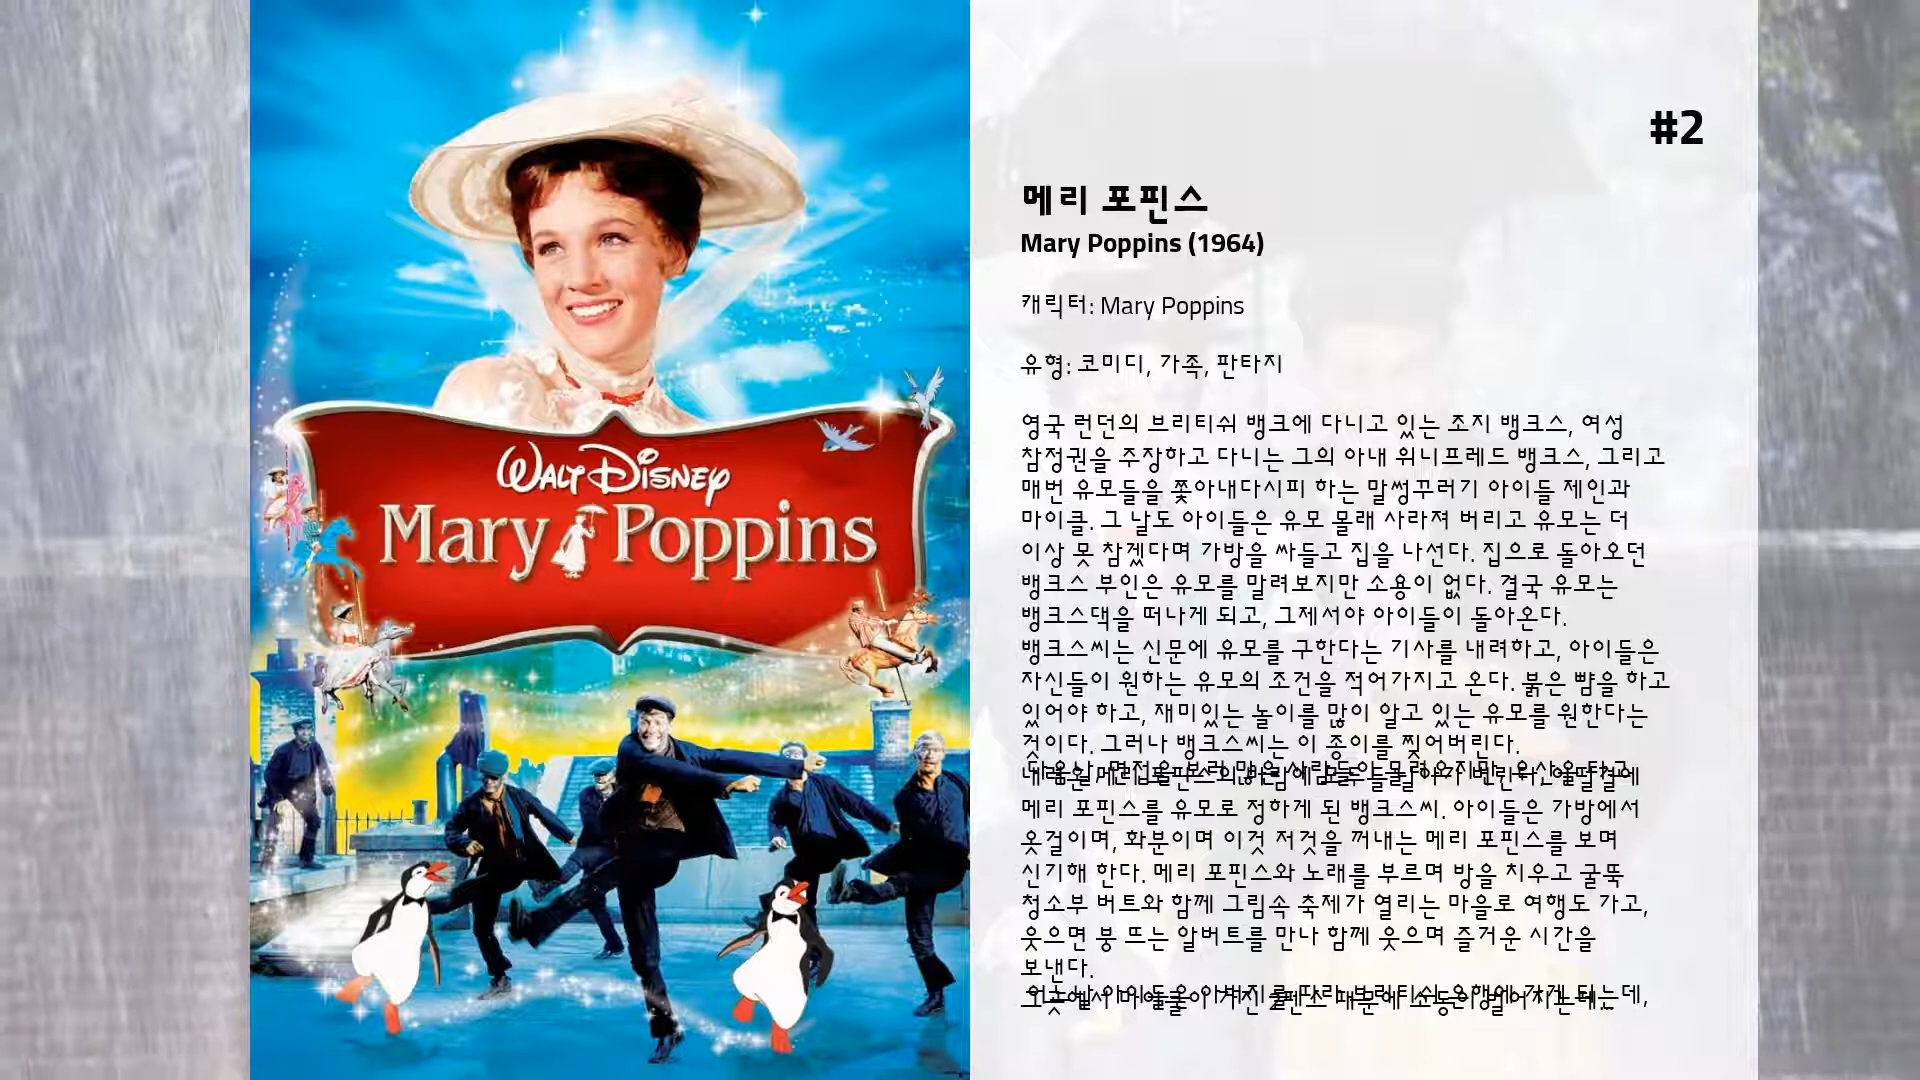 WALT DISNEY
Mary Poppins
#2
메리 포핀스
Mary Poppins (1964)
캐릭터: Mary Poppins
유형: 코미디, 가족, 판타지
영국 런던의 브리티쉬 뱅크에 다니고 있는 조지 뱅크스, 여성
참정권을 주장하고 다니는 그의 아내 위니프레드 뱅크스, 그리고
매번 유모들을 쫓아내다시피 하는 말썽꾸러기 아이들 제인과
마이클. 그 날도 아이들은 유모 몰래 사라져 버리고 유모는 더
이상 못 참겠다며 가방을 싸들고 집을 나선다. 집으로 돌아오던
뱅크스 부인은 유모를 말려보지만 소용이 없다. 결국 유모는
뱅크스댁을 떠나게 되고, 그제서야 아이들이 돌아온다.
뱅크스씨는 신문에 유모를 구한다는 기사를 내려하고, 아이들은
자신들이 원하는 유모의 조건을 적어가지고 온다. 붉은 뺨을 하고
있어야 하고, 재미있는 놀이를 많이 알고 있는 유모를 원한다는
것이다. 그러나 뱅크스씨는 이 종이를 찢어버린다.
메리 포핀스를 유모로 정하게 된 뱅크스씨. 아이들은 가방에서
옷걸이며, 화분이며 이것 저것을 꺼내는 메리 포핀스를 보며
신기해 한다. 메리 포핀스와 노래를 부르며 방을 치우고 굴뚝
청소부 버트와 함께 그림속 축제가 열리는 마을로 여행도 가고,
웃으면 붕 뜨는 알버트를 만나 함께 웃으며 즐거운 시간을
보낸다.